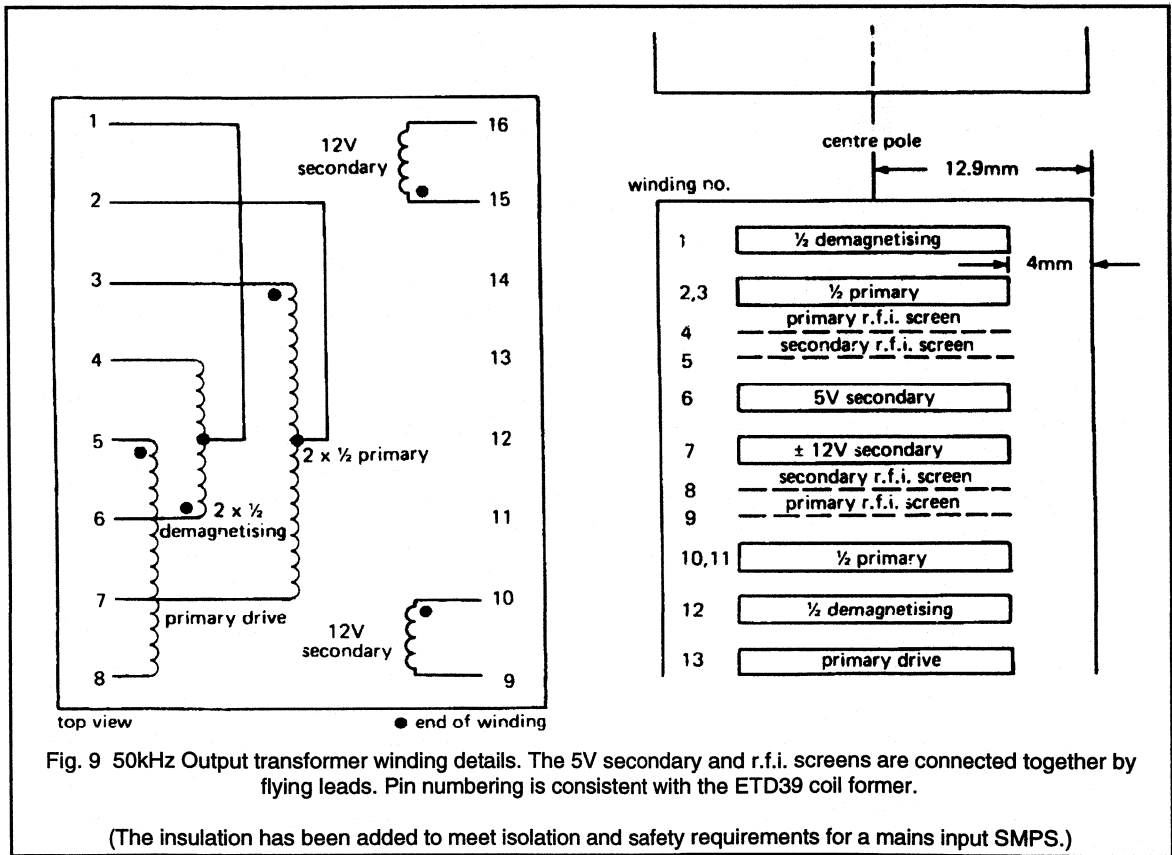 1
2
3
4
5
6
7
8
16
15
14
13
12
11
10
9
12V
secondary
2 x ½ primary
2 x ½
demagnetising
primary drive
12V
secondary
top view
● end of winding
centre pole
12.9mm
winding no.
1 ½ demagnetising
4mm
2,3 ½ primary
primary r.f.i. screen
4
secondary r.f.i. screen
5
6 5V secondary
7 ± 12V secondary
secondary r.f.i. screen
8
primary r.f.i. screen
9
10,11 ½ primary
12 ½ demagnetising
13 primary drive
Fig. 9 50kHz Output transformer winding details. The 5V secondary and r.f.i. screens are connected together by
flying leads. Pin numbering is consistent with the ETD39 coil former.
(The insulation has been added to meet isolation and safety requirements for a mains input SMPS.)